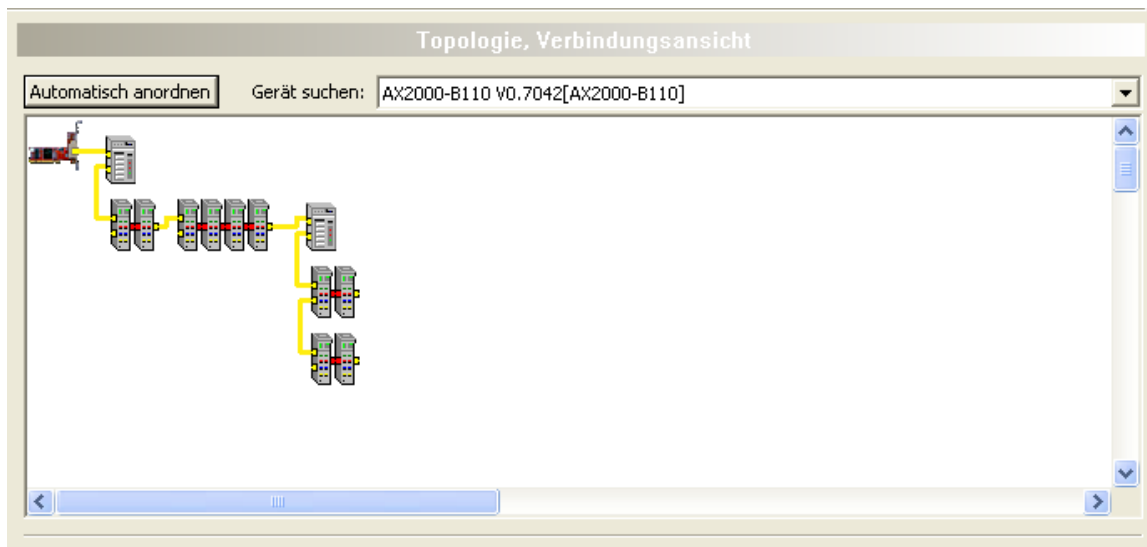 Topologie, Verbindungsansicht
Automatisch anordnen Gerät suchen: AX2000-B110 V0.7042[AX2000-B110]